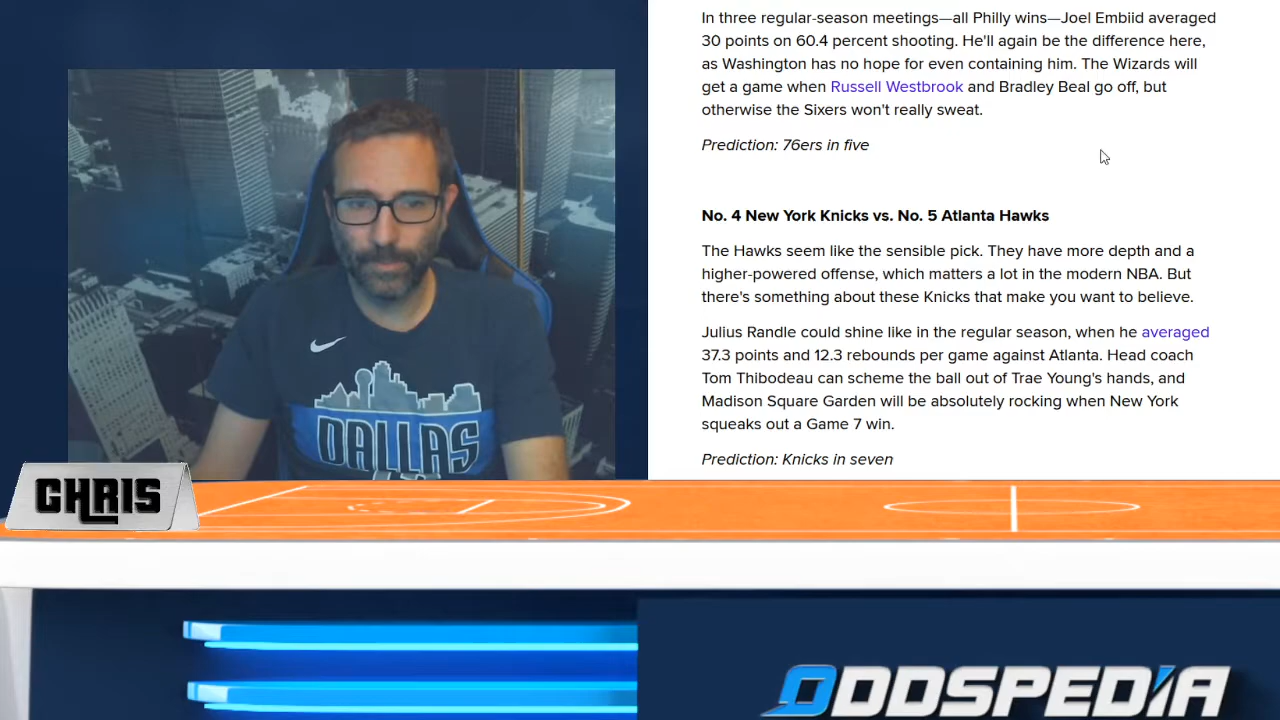 In three regular-season meetings—all Philly wins—Joel Embiid averaged
30 points on 60.4 percent shooting. He'll again be the difference here,
as Washington has no hope for even containing him. The Wizards will
get a game when Russell Westbrook and Bradley Beal go off, but
otherwise the Sixers won't really sweat.
Prediction: 76ers in five
No. 4 New York Knicks vs. No. 5 Atlanta Hawks
The Hawks seem like the sensible pick. They have more depth and a
higher-powered offense, which matters a lot in the modern NBA. But
there's something about these Knicks that make you want to believe.
Julius Randle could shine like in the regular season, when he averaged
37.3 points and 12.3 rebounds per game against Atlanta. Head coach
Tom Thibodeau can scheme the ball out of Trae Young's hands, and
Madison Square Garden will be absolutely rocking when New York
squeaks out a Game 7 win.
Prediction: Knicks in seven
DALLAS
CHRIS
ODDSPEDIA